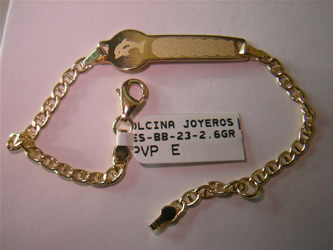 OLCINA JOYEROS
ES-BB-23-2.6GR
PVP E